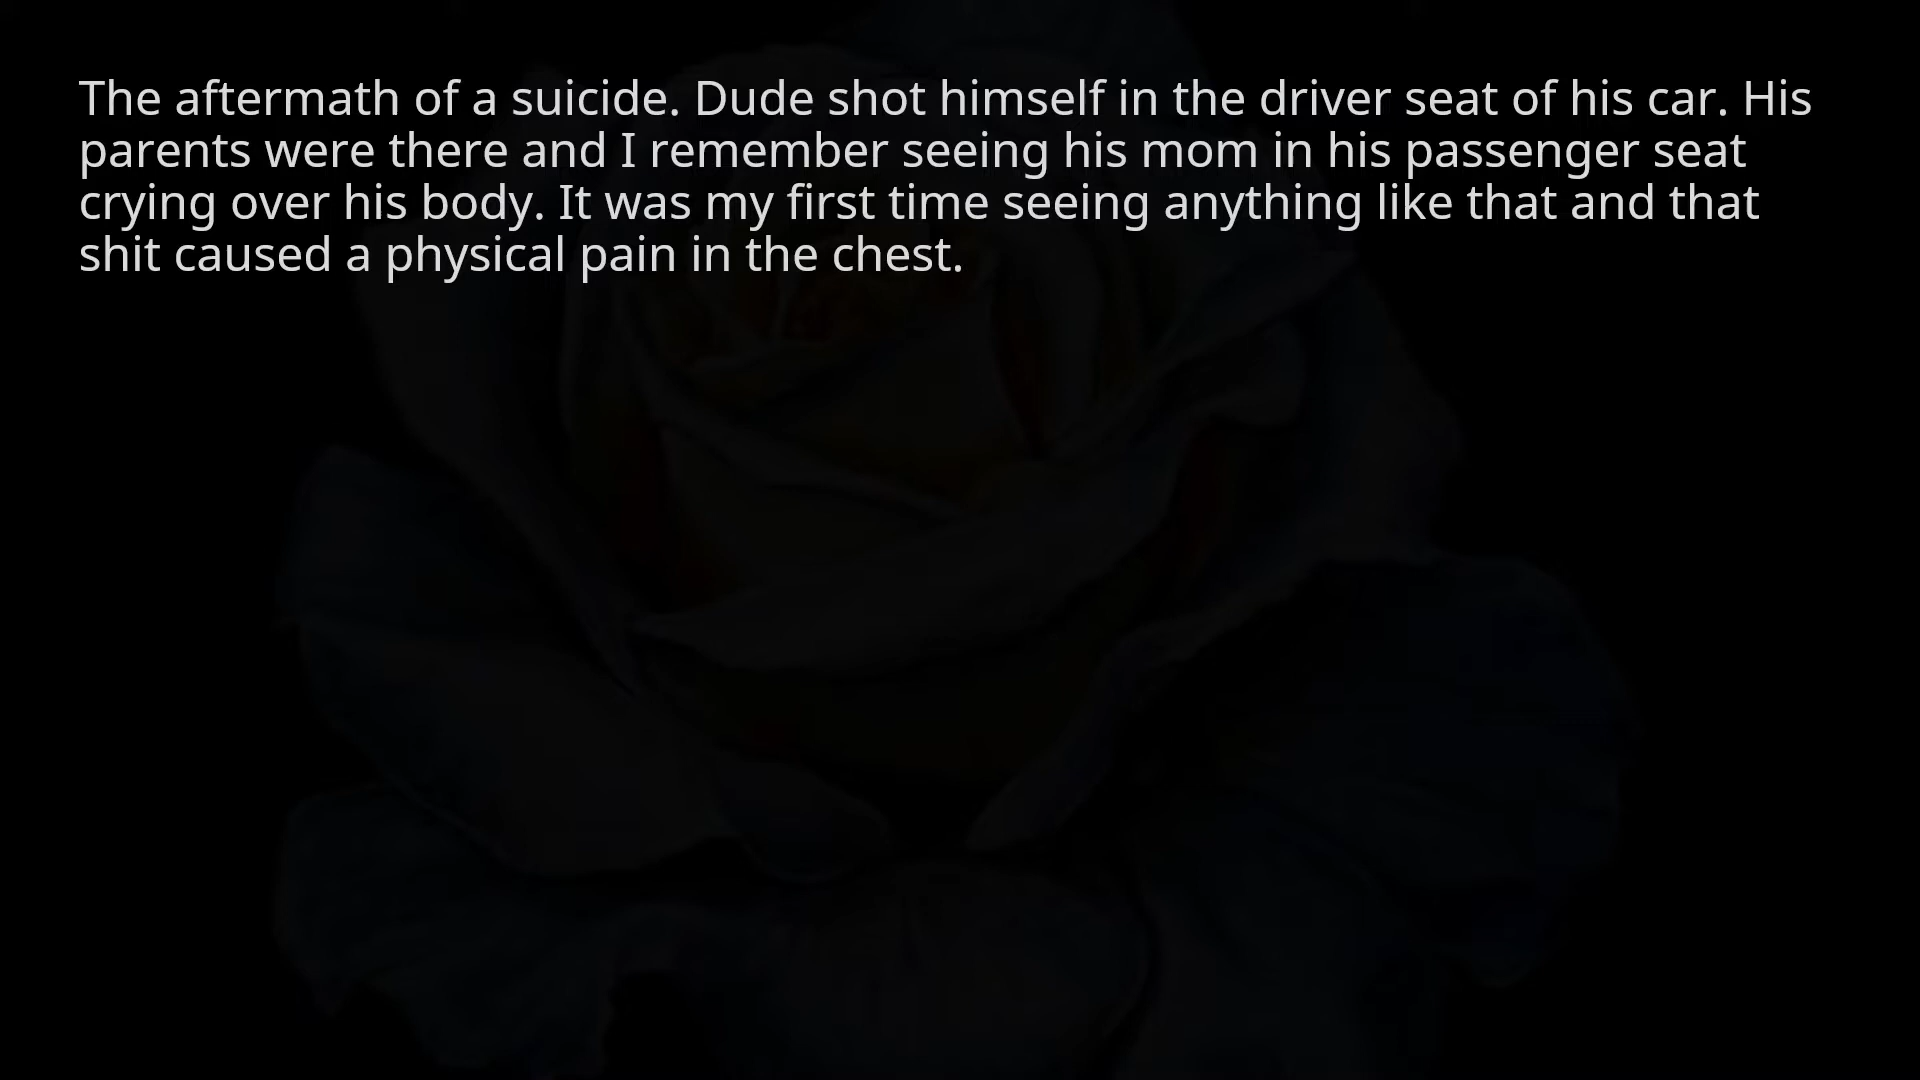 The aftermath of a suicide. Dude shot himself in the driver seat of his car. His
parents were there and I remember seeing his mom in his passenger seat
crying over his body. It was my first time seeing anything like that and that
shit caused a physical pain in the chest.